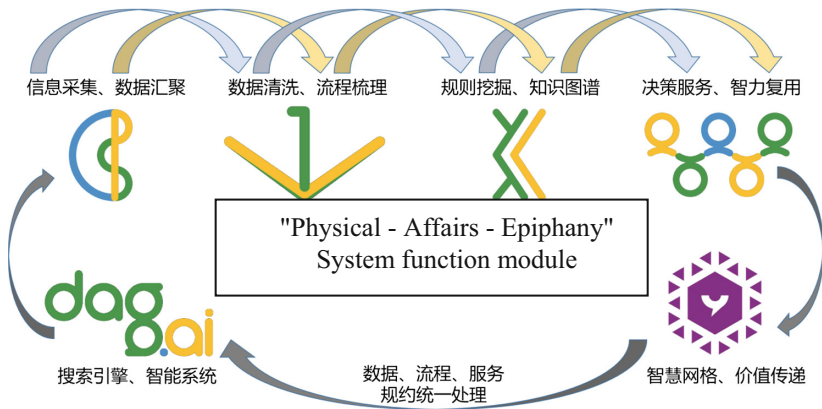 信息采集、数据汇聚
数据清洗、流程梳理
规则挖掘、知识图谱
决策服务、智力复用
"Physical - Affairs - Epiphany"
System function module
dag
g.ai
搜索引擎、智能系统
数据、流程、服务
规约统一处理
智慧网格、价值传递